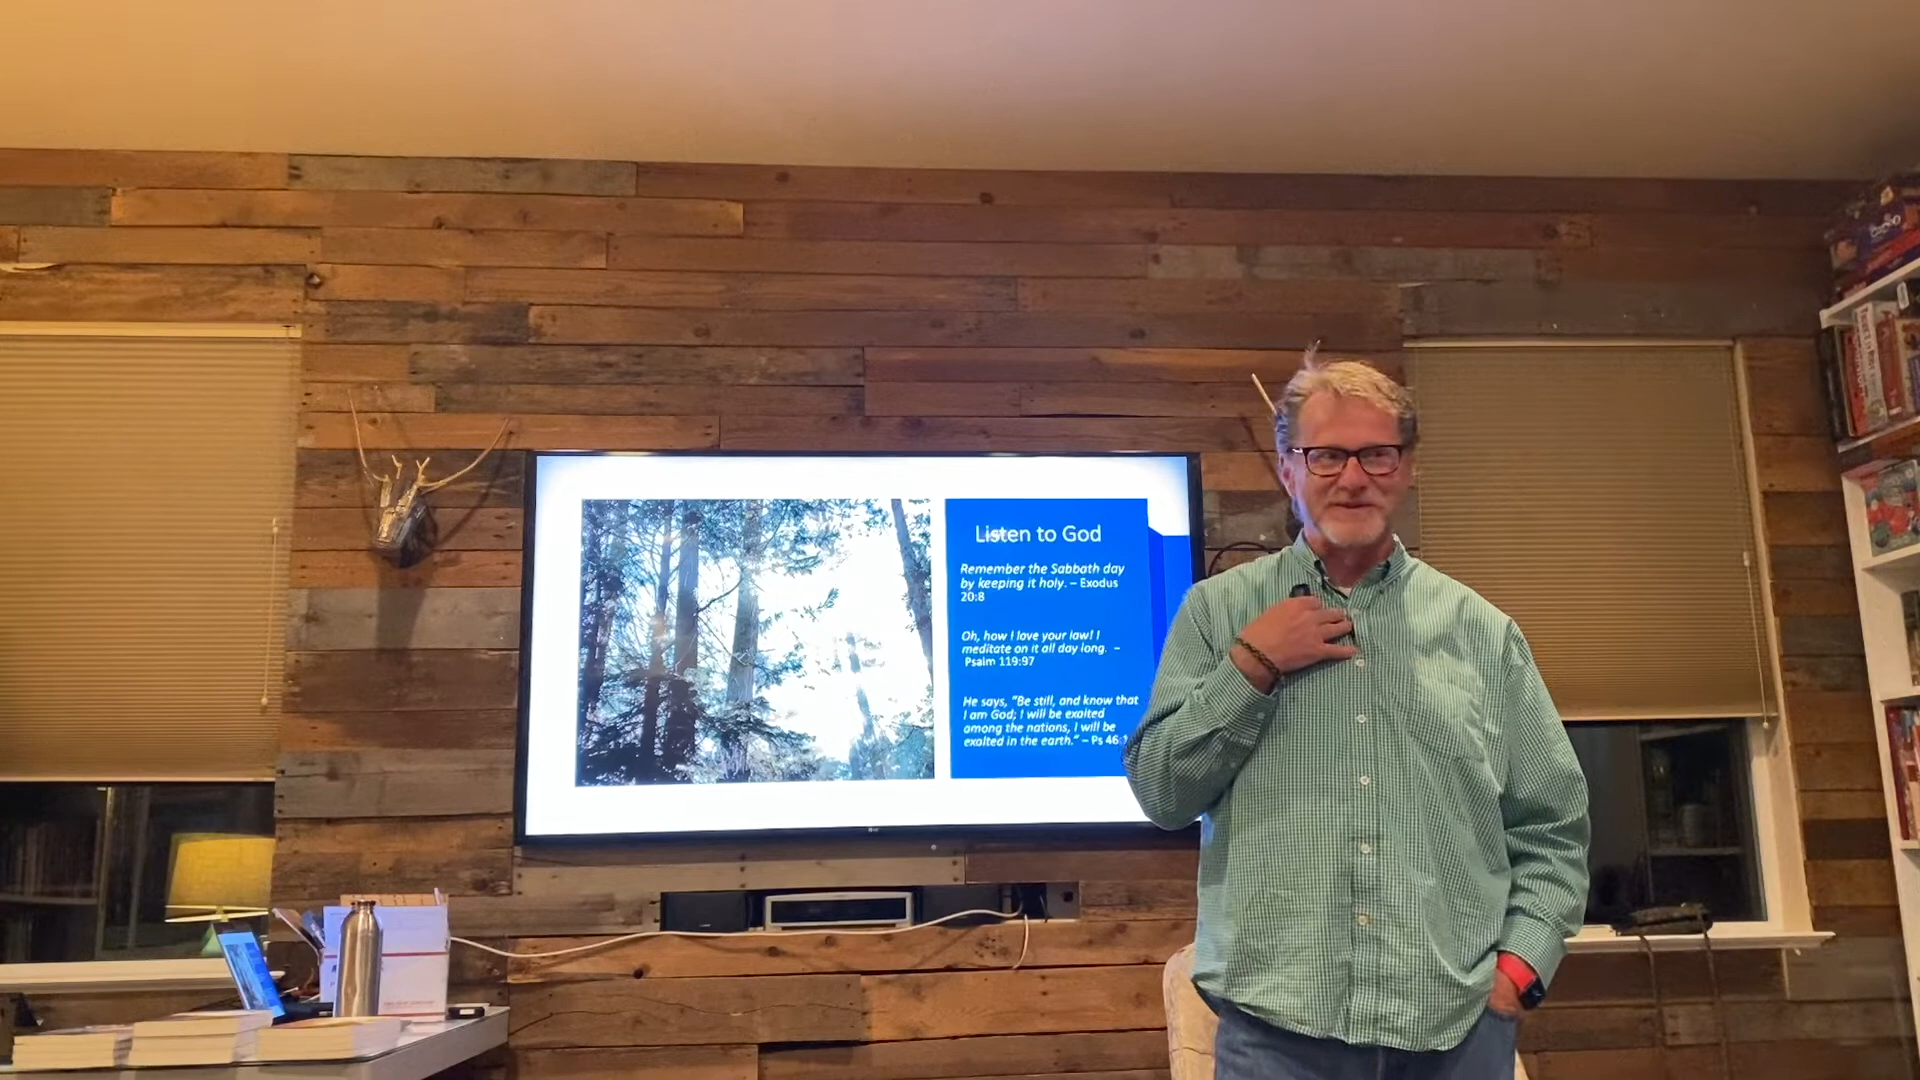 Listen to God
Remember the Sabbath day
by keeping it holy. – Exodus
20:8
Oh, how I love your law! I
meditate on it all day long. –
Psalm 119:97
He says, "Be still, and know that
I am God; I will be exalted
among the nations, I will be
exalted in the earth." – Ps 46:1